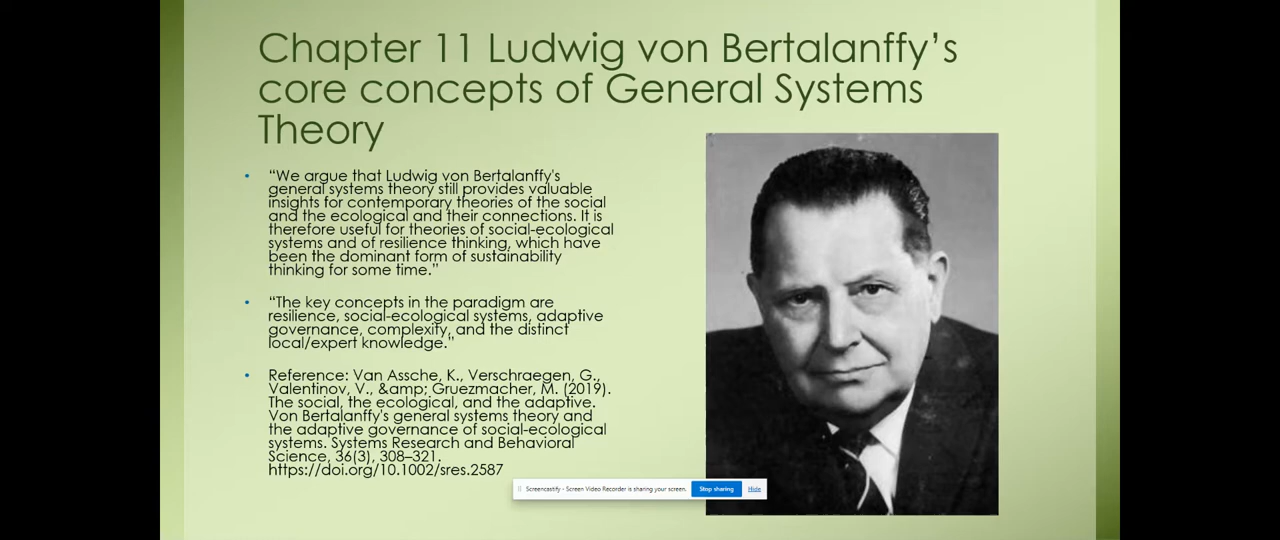 Chapter 11 Ludwig von Bertalanffy’s
core concepts of General Systems
Theory
• “We argue that Ludwig von Bertalanffy's
general systems theory still provides valuable
insights for contemporary theories of the social
and the ecological and their connections. It is
therefore useful for theories of social-ecological
systems and of resilience thinking, which have
been the dominant form of sustainability
thinking for some time.”
• “The key concepts in the paradigm are
resilience, social-ecological systems, adaptive
governance, complexity, and the distinct
local/expert knowledge.”
• Reference: Van Assche, K., Verschraegen, G.,
Valentinov, V., &amp; Gruezmacher, M. (2019).
The social, the ecological, and the adaptive.
Von Bertalanffy's general systems theory and
the adaptive governance of social-ecological
systems. Systems Research and Behavioral
Science, 36(3), 308–321.
https://doi.org/10.1002/sres.2587
Screencastify - Screen Video Recorder is sharing your screen. Stop sharing Hide